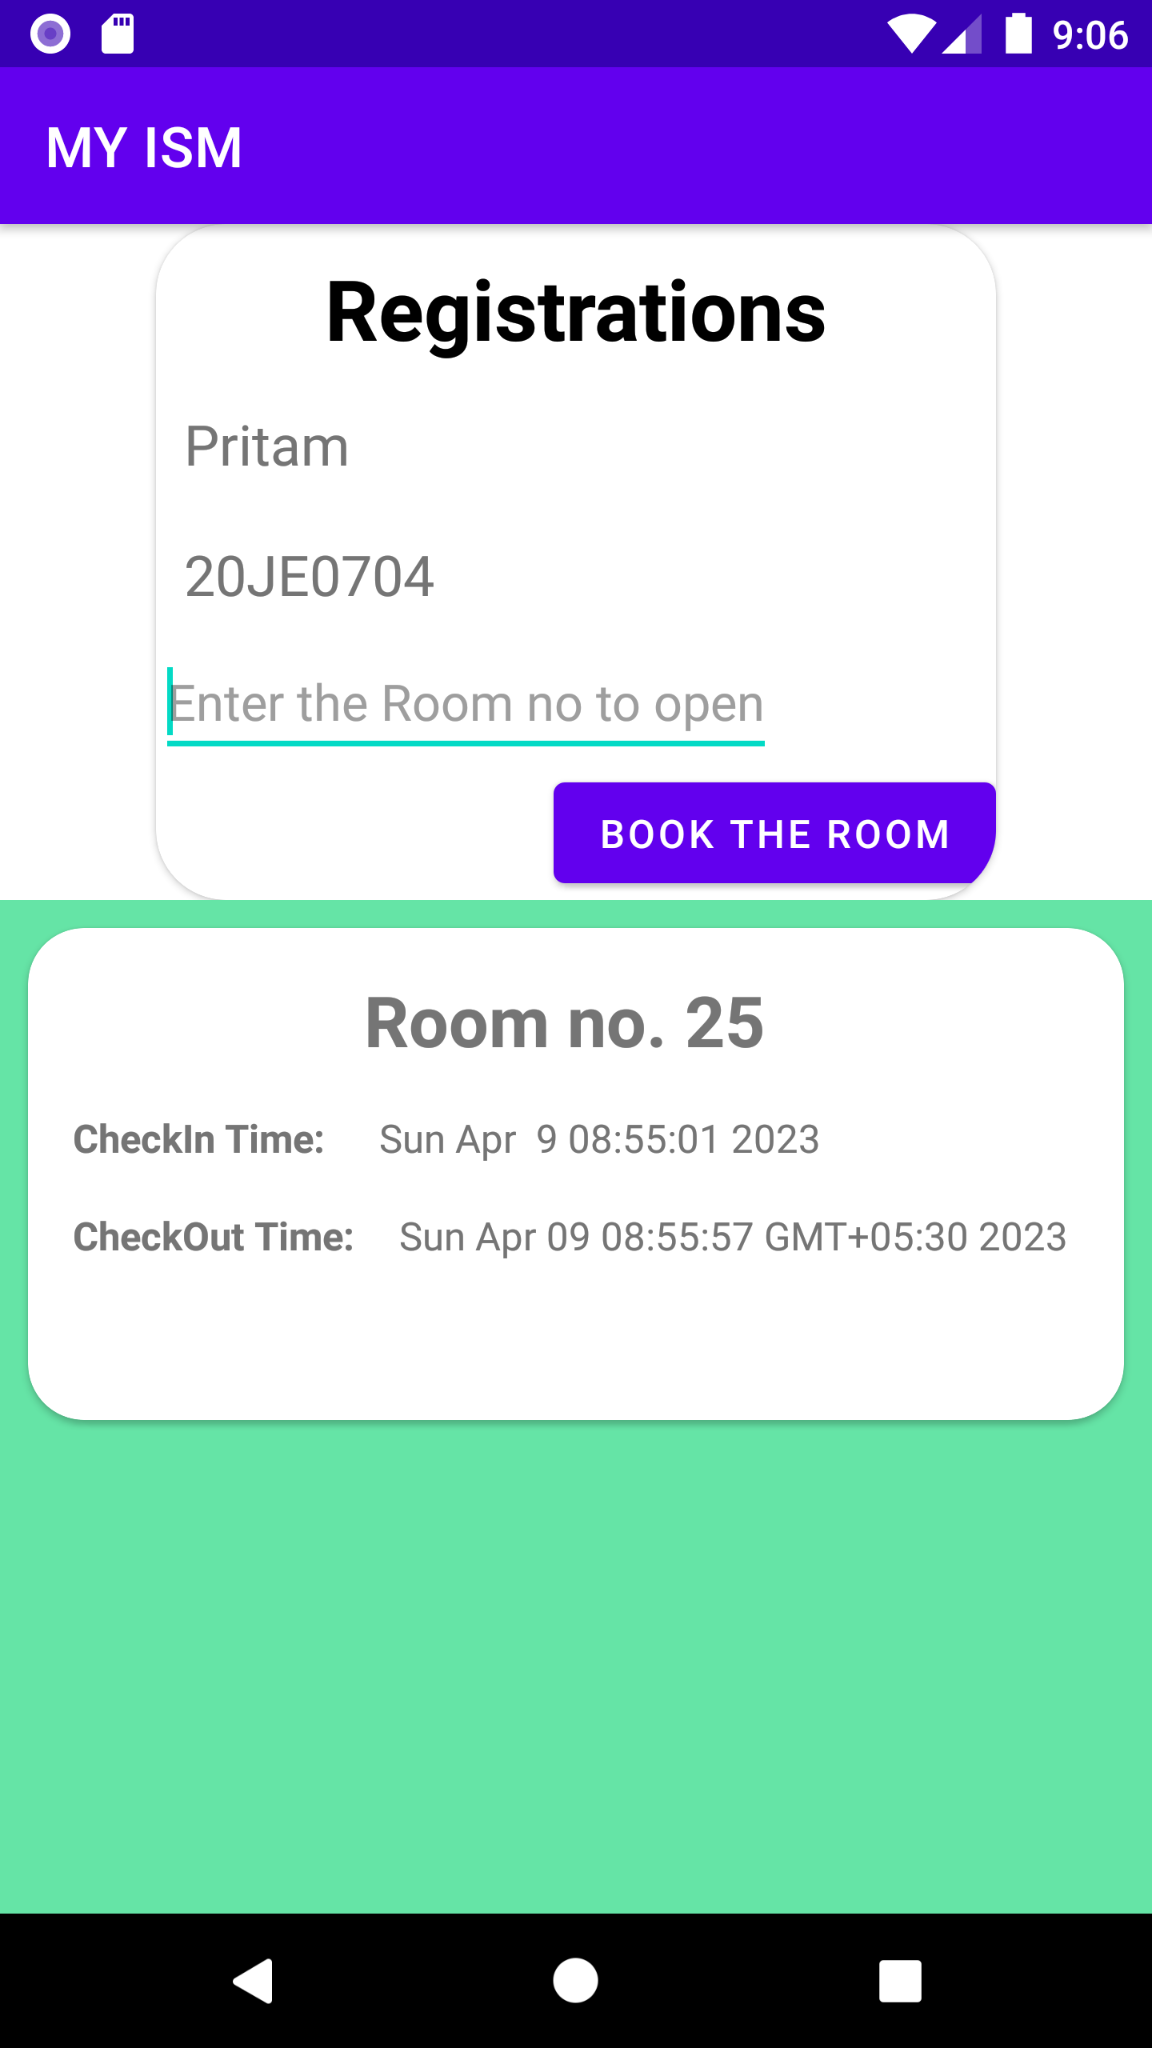 9:06
MY ISM
Registrations
Pritam
20JE0704
Enter the Room no to open
BOOK THE ROOM
Room no. 25
CheckIn Time: Sun Apr  9 08:55:01 2023
CheckOut Time: Sun Apr 09 08:55:57 GMT+05:30 2023